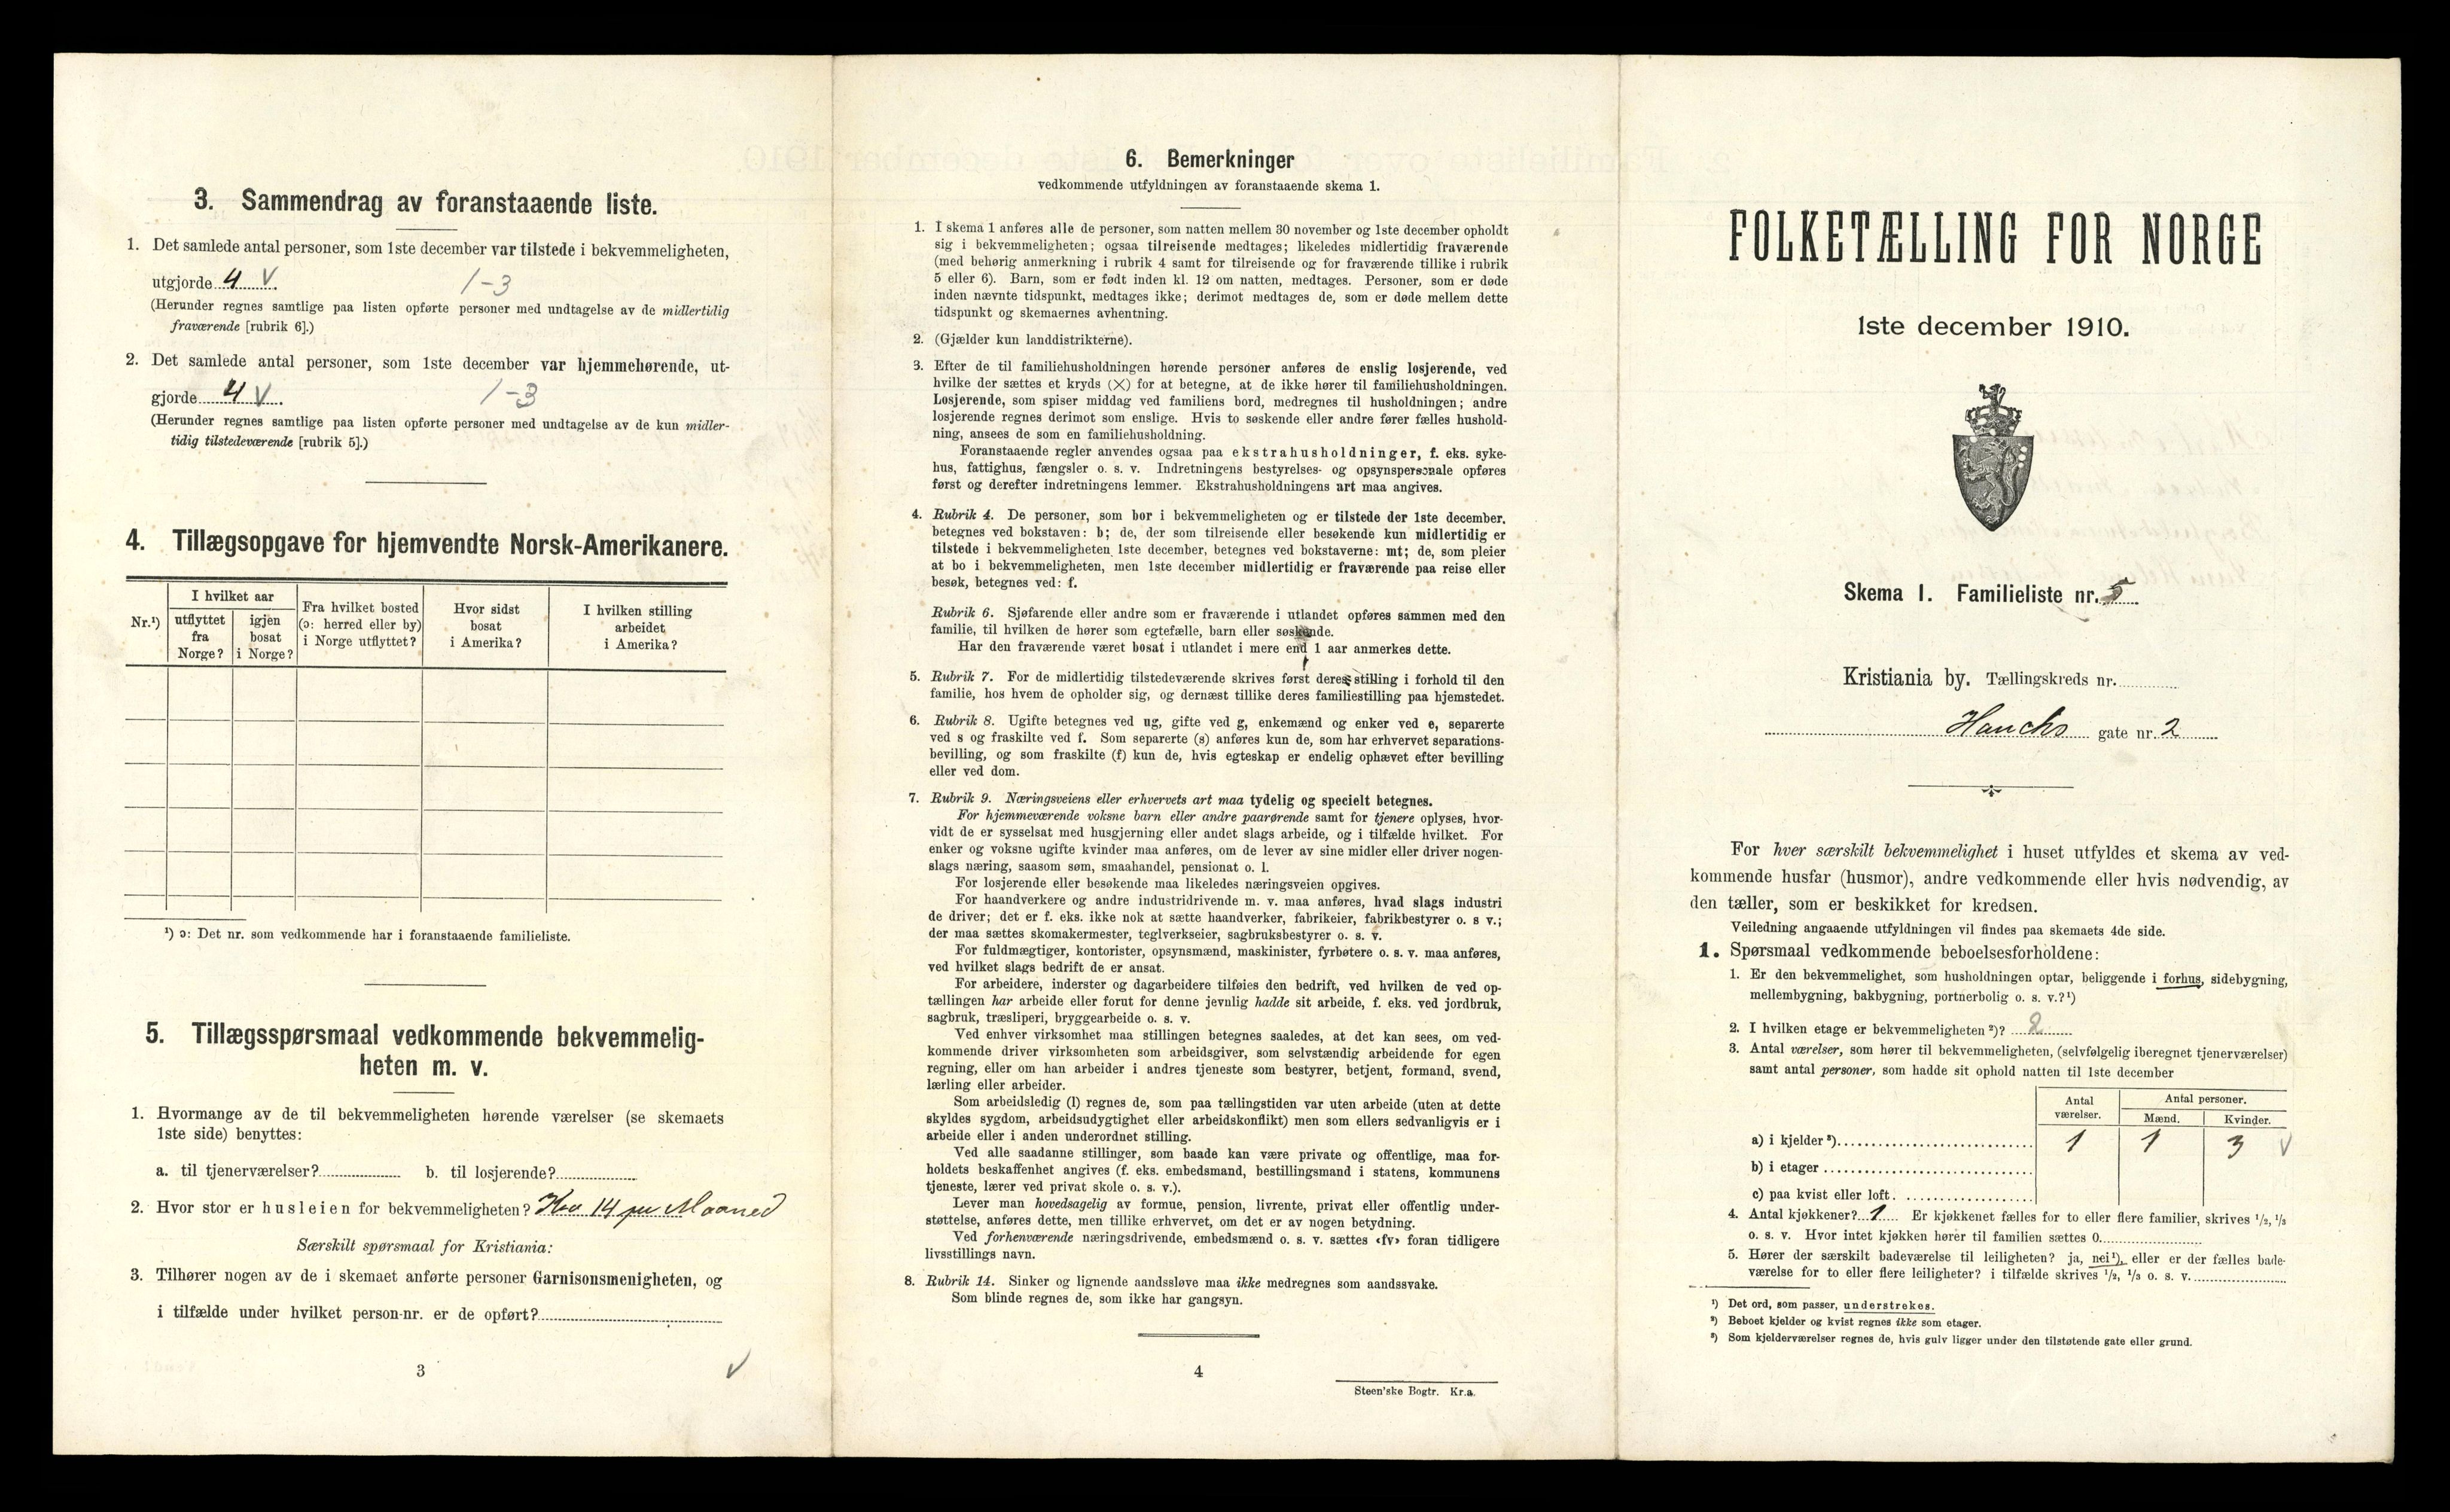 3. Sammendrag av foranstaaende liste.
1. Det samlede antal personer, som 1ste december var tilstede i bekvemmeligheten,
utgjorde 4 V. 1-3
(Herunder regnes samtlige paa listen opførte personer med undtagelse av de midlertidig
fraværende [rubrik 6].)
2. Det samlede antal personer, som 1ste december var hjemmehørende, ut-
gjorde 4 V. 1-3
(Herunder regnes samtlige paa listen opførte personer med undtagelse av de kun midler-
tidig tilstedeværende [rubrik 5].)
4. Tillægsopgave for hjemvendte Norsk-Amerikanere.
Nr.¹)
I hvilket aar
utflyttet
fra
Norge?
igjen
bosat
i Norge?
Fra hvilket bosted
(ɔ: herred eller by)
i Norge utflyttet?
Hvor sidst
bosat
i Amerika?
I hvilken stilling
arbeidet
i Amerika?
¹) ɔ: Det nr. som vedkommende har i foranstaaende familieliste.
5. Tillægsspørsmaal vedkommende bekvemmelig-
heten m. v.
1. Hvormange av de til bekvemmeligheten hørende værelser (se skemaets
1ste side) benyttes:
a. til tjenerværelser? b. til losjerende?
2. Hvor stor er husleien for bekvemmeligheten? 14 pr Maaned
Særskilt spørsmaal for Kristiania:
3. Tilhører nogen av de i skemaet anførte personer Garnisonsmenigheten, og
i tilfælde under hvilket person-nr. er de opført?
3 V
6. Bemerkninger
vedkommende utfyldningen av foranstaaende skema 1.
1. I skema 1 anføres alle de personer, som natten mellem 30 november og 1ste december opholdt
sig i bekvemmeligheten; ogsaa tilreisende medtages; likeledes midlertidig fraværende
(med behørig anmerkning i rubrik 4 samt for tilreisende og for fraværende tillike i rubrik
5 eller 6). Barn, som er født inden kl. 12 om natten, medtages. Personer, som er døde
inden nævnte tidspunkt, medtages ikke; derimot medtages de, som er døde mellem dette
tidspunkt og skemaernes avhentning.
2. (Gjælder kun landdistrikterne).
3. Efter de til familiehusholdningen hørende personer anføres de enslig losjerende, ved
hvilke der sættes et kryds (×) for at betegne, at de ikke hører til familiehusholdningen.
Losjerende, som spiser middag ved familiens bord, medregnes til husholdningen; andre
losjerende regnes derimot som enslige. Hvis to søskende eller andre fører fælles hushold-
ning, ansees de som en familiehusholdning.
Foranstaaende regler anvendes ogsaa paa ekstrahusholdninger, f. eks. syke-
hus, fattighus, fængsler o. s. v. Indretningens bestyrelses- og opsynspersonale opføres
først og derefter indretningens lemmer. Ekstrahusholdningens art maa angives.
4. Rubrik 4. De personer, som bor i bekvemmeligheten og er tilstede der 1ste december,
betegnes ved bokstaven: b; de, der som tilreisende eller besøkende kun midlertidig er
tilstede i bekvemmeligheten 1ste december, betegnes ved bokstaverne: mt; de, som pleier
at bo i bekvemmeligheten, men 1ste december midlertidig er fraværende paa reise eller
besøk, betegnes ved: f.
Rubrik 6. Sjøfarende eller andre som er fraværende i utlandet opføres sammen med den
familie, til hvilken de hører som egtefælle, barn eller søskende.
Har den fraværende været bosat i utlandet i mere end 1 aar anmerkes dette.
5. Rubrik 7. For de midlertidig tilstedeværende skrives først deres stilling i forhold til den
familie, hos hvem de opholder sig, og dernæst tillike deres familiestilling paa hjemstedet.
6. Rubrik 8. Ugifte betegnes ved ug, gifte ved g, enkemænd og enker ved e, separerte
ved s og fraskilte ved f. Som separerte (s) anføres kun de, som har erhvervet separations-
bevilling, og som fraskilte (f) kun de, hvis egteskap er endelig ophævet efter bevilling
eller ved dom.
7. Rubrik 9. Næringsveiens eller erhvervets art maa tydelig og specielt betegnes.
For hjemmeværende voksne barn eller andre paarørende samt for tjenere oplyses, hvor-
vidt de er sysselsat med husgjerning eller andet slags arbeide, og i tilfælde hvilket. For
enker og voksne ugifte kvinder maa anføres, om de lever av sine midler eller driver nogen-
slags næring, saasom søm, smaahandel, pensionat o. l.
For losjerende eller besøkende maa likeledes næringsveien opgives.
For haandverkere og andre industridrivende m. v. maa anføres, hvad slags industri
de driver; det er f. eks. ikke nok at sætte haandverker, fabrikeier, fabrikbestyrer o. s v.;
der maa sættes skomakermester, teglverkseier, sagbruksbestyrer o. s. v.
For fuldmægtiger, kontorister, opsynsmænd, maskinister, fyrbøtere o. s. v. maa anføres,
ved hvilket slags bedrift de er ansat.
For arbeidere, inderster og dagarbeidere tilføies den bedrift, ved hvilken de ved op-
tællingen har arbeide eller forut for denne jevnlig hadde sit arbeide, f. eks. ved jordbruk,
sagbruk, træsliperi, bryggearbeide o. s. v.
Ved enhver virksomhet maa stillingen betegnes saaledes, at det kan sees, om ved-
kommende driver virksomheten som arbeidsgiver, som selvstændig arbeidende for egen
regning, eller om han arbeider i andres tjeneste som bestyrer, betjent, formand, svend,
lærling eller arbeider.
Som arbeidsledig (l) regnes de, som paa tællingstiden var uten arbeide (uten at dette
skyldes sygdom, arbeidsudygtighet eller arbeidskonflikt) men som ellers sedvanligvis er i
arbeide eller i anden underordnet stilling.
Ved alle saadanne stillinger, som baade kan være private og offentlige, maa for-
holdets beskaffenhet angives (f. eks. embedsmand, bestillingsmand i statens, kommunens
tjeneste, lærer ved privat skole o. s. v.).
Lever man hovedsagelig av formue, pension, livrente, privat eller offentlig under-
støttelse, anføres dette, men tillike erhvervet, om det er av nogen betydning.
Ved forhenværende næringsdrivende, embedsmænd o. s. v. sættes «fv» foran tidligere
livsstillings navn.
8. Rubrik 14. Sinker og lignende aandssløve maa ikke medregnes som aandssvake.
Som blinde regnes de, som ikke har gangsyn.
4
Steen'ske Bogtr. Kr.a.
FOLKETÆLLING FOR NORGE
1ste december 1910.
Skema I. Familieliste nr. 5
Kristiania by. Tællingskreds nr.
Hauchs gate nr. 2
For hver særskilt bekvemmelighet i huset utfyldes et skema av ved-
kommende husfar (husmor), andre vedkommende eller hvis nødvendig, av
den tæller, som er beskikket for kredsen.
Veiledning angaaende utfyldningen vil findes paa skemaets 4de side.
1. Spørsmaal vedkommende beboelsesforholdene:
1. Er den bekvemmelighet, som husholdningen optar, beliggende i forhus, sidebygning,
mellembygning, bakbygning, portnerbolig o. s. v.?¹)
2. I hvilken etage er bekvemmeligheten²)? 2
3. Antal værelser, som hører til bekvemmeligheten, (selvfølgelig iberegnet tjenerværelser)
samt antal personer, som hadde sit ophold natten til 1ste december
Antal
værelser.
Antal personer.
Mænd. Kvinder.
a) i kjelder³) 1 1 3 V
b) i etager
c) paa kvist eller loft.
4. Antal kjøkkener? 1 Er kjøkkenet fælles for to eller flere familier, skrives 1/2, 1/3
o. s. v. Hvor intet kjøkken hører til familien sættes 0.
5. Hører der særskilt badeværelse til leiligheten? ja, nei¹), eller er der fælles bade-
værelse for to eller flere leiligheter? i tilfælde skrives 1/2, 1/3 o. s. v.
¹) Det ord, som passer, understrekes.
²) Beboet kjelder og kvist regnes ikke som etager.
³) Som kjelderværelser regnes de, hvis gulv ligger under den tilstøtende gate eller grund.